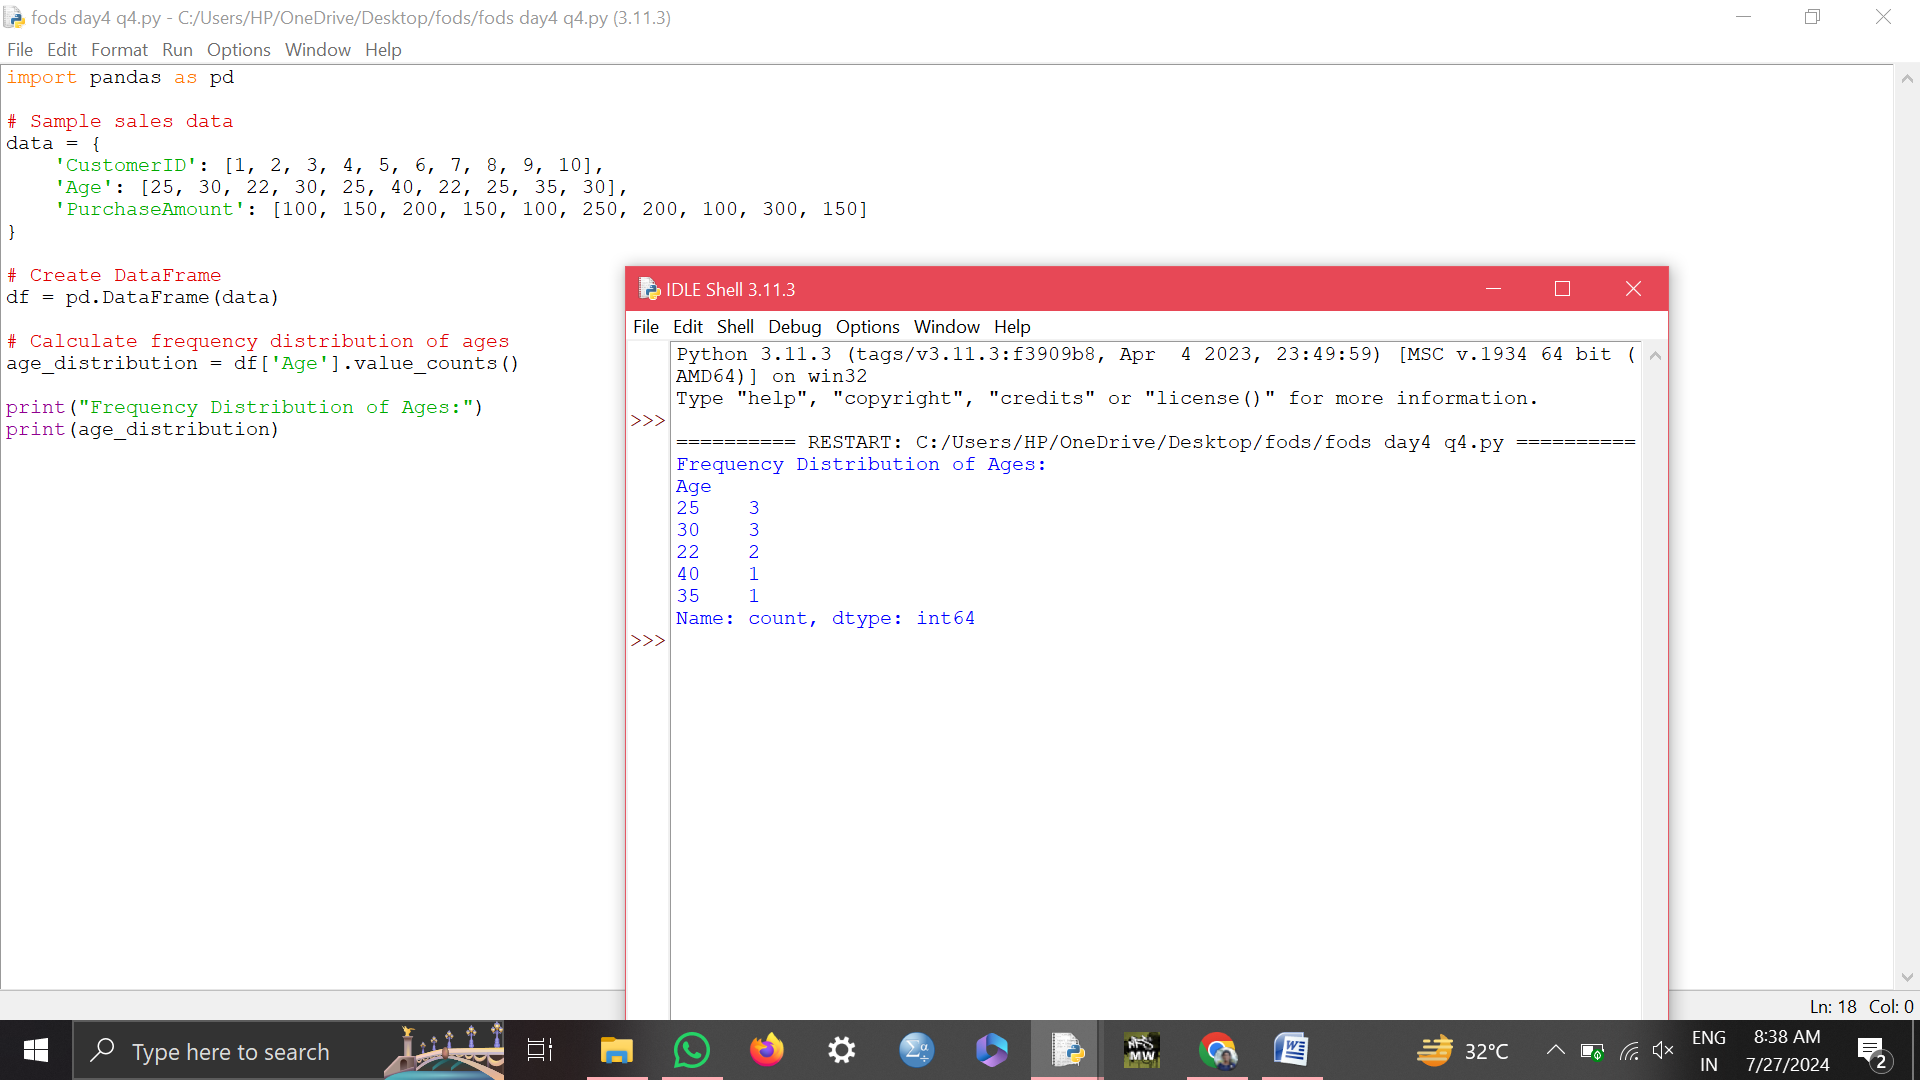 fods day4 q4.py - C:/Users/HP/OneDrive/Desktop/fods/fods day4 q4.py (3.11.3)
File Edit Format Run Options Window Help
import pandas as pd
# Sample sales data
data = {
    'CustomerID': [1, 2, 3, 4, 5, 6, 7, 8, 9, 10],
    'Age': [25, 30, 22, 30, 25, 40, 22, 25, 35, 30],
    'PurchaseAmount': [100, 150, 200, 150, 100, 250, 200, 100, 300, 150]
}
# Create DataFrame
df = pd.DataFrame(data)
# Calculate frequency distribution of ages
age_distribution = df['Age'].value_counts()
print("Frequency Distribution of Ages:")
print(age_distribution)
IDLE Shell 3.11.3
File Edit Shell Debug Options Window Help
Python 3.11.3 (tags/v3.11.3:f3909b8, Apr  4 2023, 23:49:59) [MSC v.1934 64 bit (
AMD64)] on win32
Type "help", "copyright", "credits" or "license()" for more information.
>>>
========== RESTART: C:/Users/HP/OneDrive/Desktop/fods/fods day4 q4.py ==========
Frequency Distribution of Ages:
Age
25    3
30    3
22    2
40    1
35    1
Name: count, dtype: int64
>>>
Ln: 18 Col: 0
Type here to search
MW
W
32°C
ENG
IN
8:38 AM
7/27/2024
2